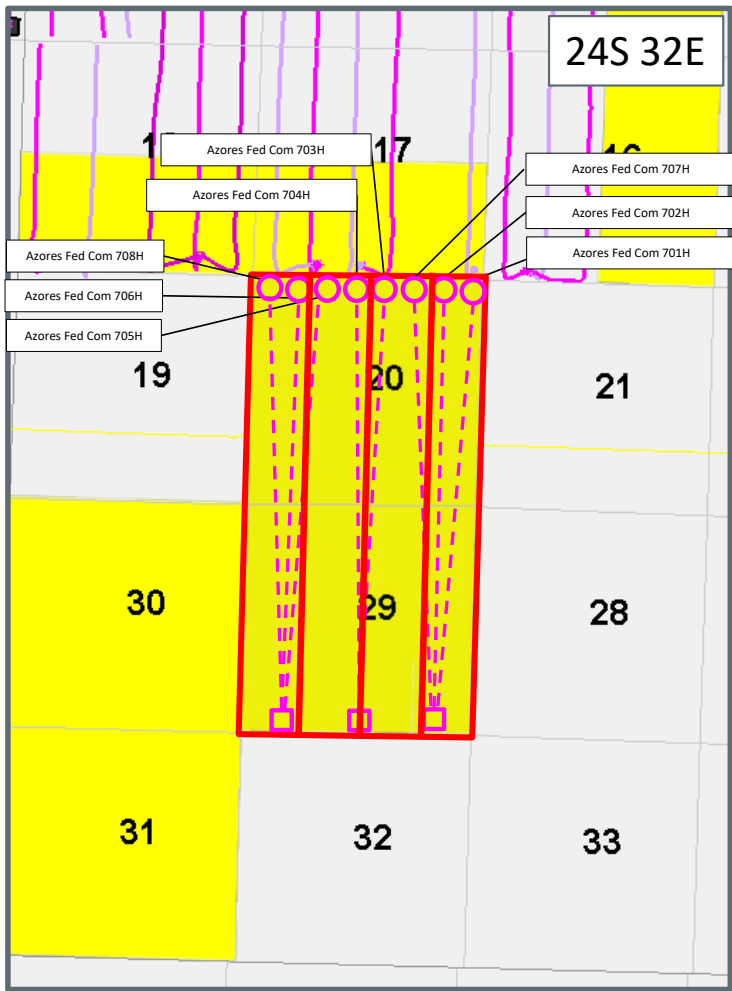 24S 32E
17
Azores Fed Com 703H
Azores Fed Com 707H
Azores Fed Com 704H
Azores Fed Com 702H
Azores Fed Com 701H
Azores Fed Com 708H
Azores Fed Com 706H
Azores Fed Com 705H
19
20
21
30
29
28
31
32
33